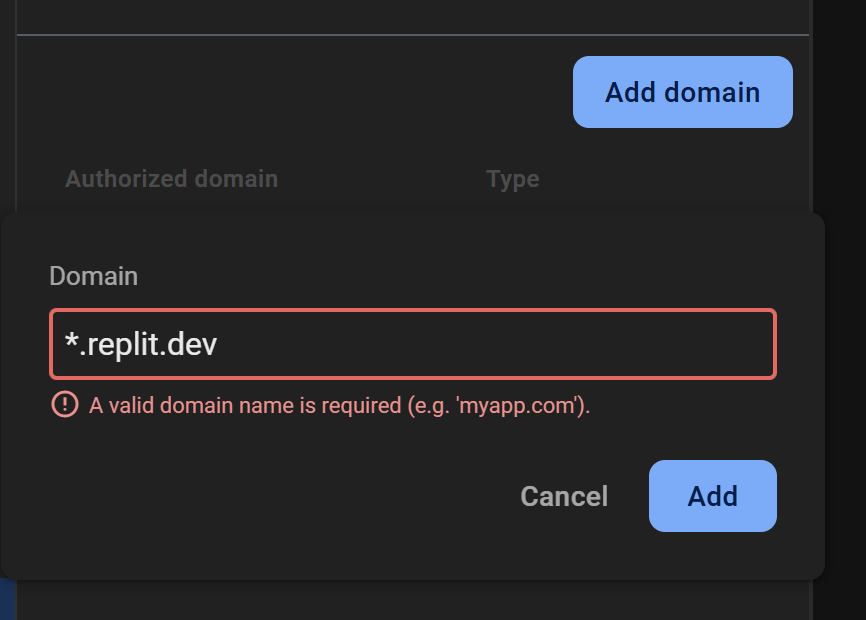 Add domain
Authorized domain Type
Domain
*.replit.dev
A valid domain name is required (e.g. 'myapp.com').
Cancel Add